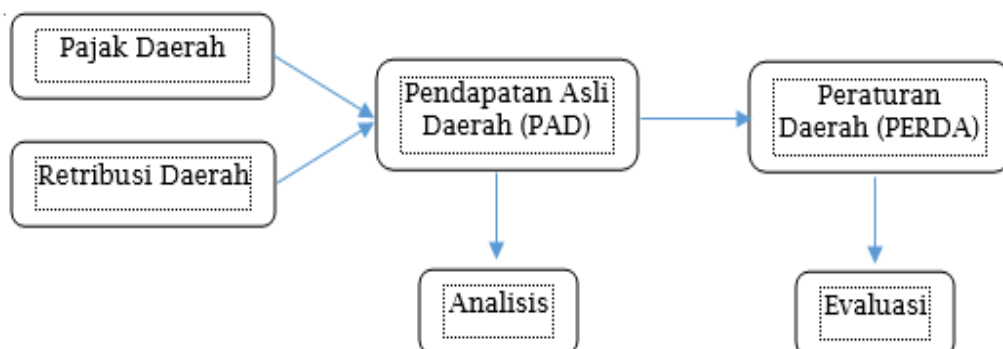 Pajak Daerah
Retribusi Daerah
Pendapatan Asli
Daerah (PAD)
Peraturan
Daerah (PERDA)
Analisis
Evaluasi